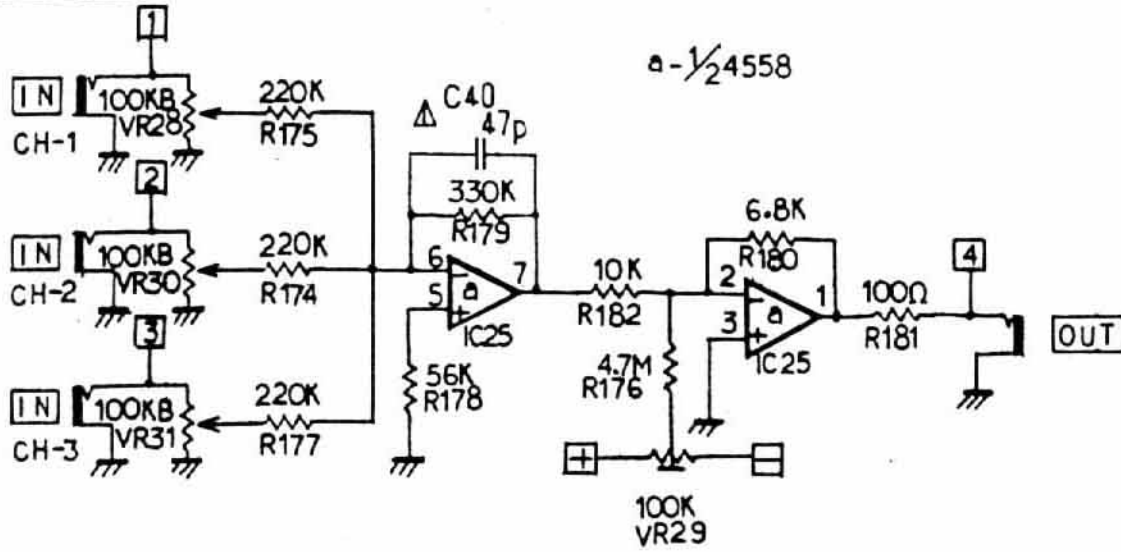 1
a-1/2 4558
IN
CH-1
100KB
VR28
220K
R175
⚠ C40
47p
330K
R179
2
IN
CH-2
100KB
VR30
220K
R174
6
5
7
a
IC25
56K
R178
10K
R182
6.8K
R180
2
3
1
a
IC25
100Ω
R181
4
OUT
4.7M
R176
+
-
100K
VR29
3
IN
CH-3
100KB
VR31
220K
R177